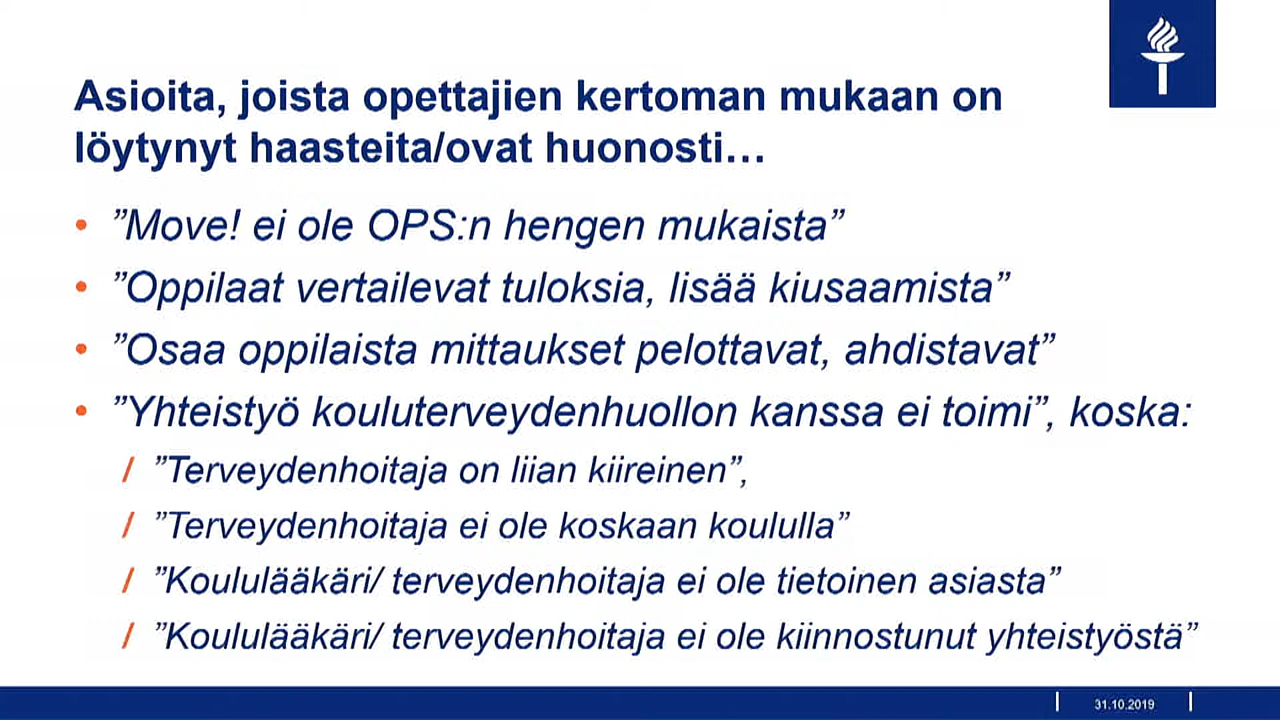 Asioita, joista opettajien kertoman mukaan on
löytynyt haasteita/ovat huonosti…
• ”Move! ei ole OPS:n hengen mukaista”
• ”Oppilaat vertailevat tuloksia, lisää kiusaamista”
• ”Osaa oppilaista mittaukset pelottavat, ahdistavat”
• ”Yhteistyö kouluterveydenhuollon kanssa ei toimi”, koska:
/ ”Terveydenhoitaja on liian kiireinen”,
/ ”Terveydenhoitaja ei ole koskaan koululla”
/ ”Koululääkäri/ terveydenhoitaja ei ole tietoinen asiasta”
/ ”Koululääkäri/ terveydenhoitaja ei ole kiinnostunut yhteistyöstä”
31.10.2019